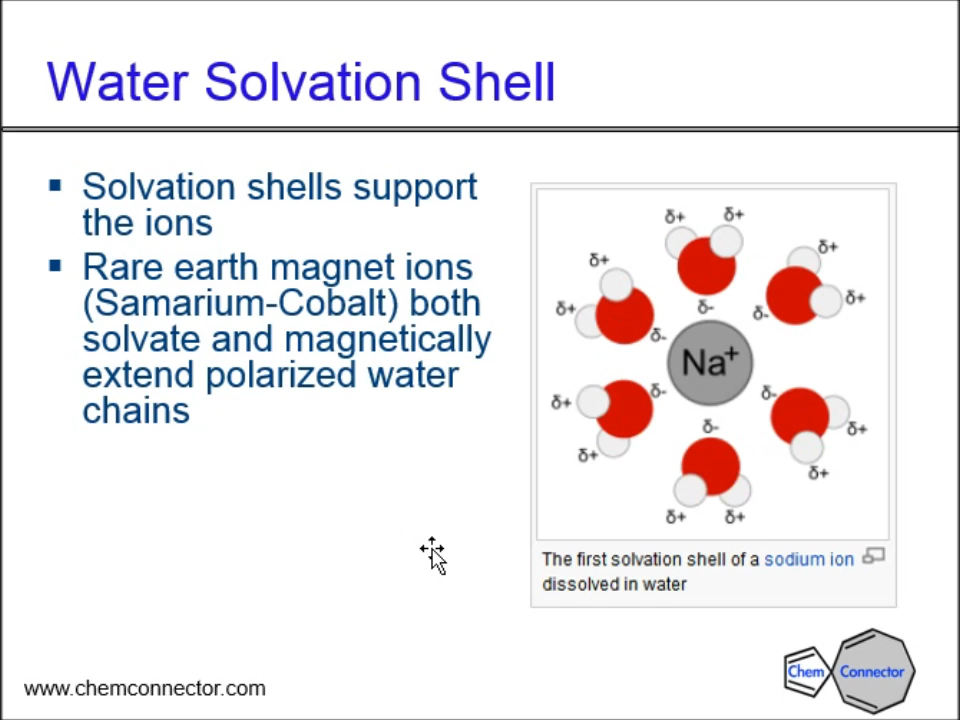 Water Solvation Shell
▪ Solvation shells support
the ions
▪ Rare earth magnet ions
(Samarium-Cobalt) both
solvate and magnetically
extend polarized water
chains
δ+ δ+
δ+ δ+
δ+ δ- δ- δ+
δ-
Na+
δ+ δ- δ-
δ- δ+
δ+ δ+
δ+ δ+
The first solvation shell of a sodium ion
dissolved in water
www.chemconnector.com
Chem Connector